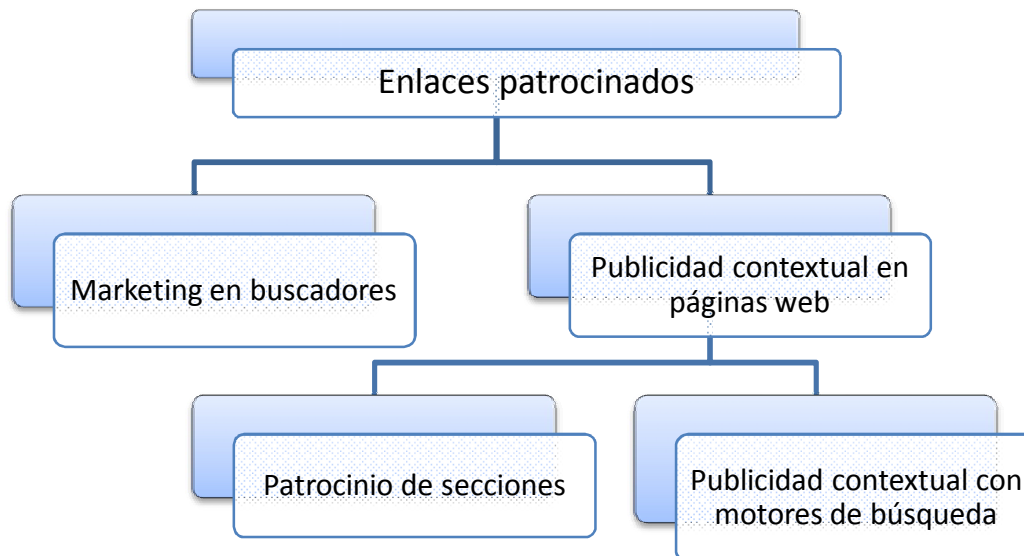 Enlaces patrocinados
Marketing en buscadores
Publicidad contextual en
páginas web
Patrocinio de secciones
Publicidad contextual con
motores de búsqueda